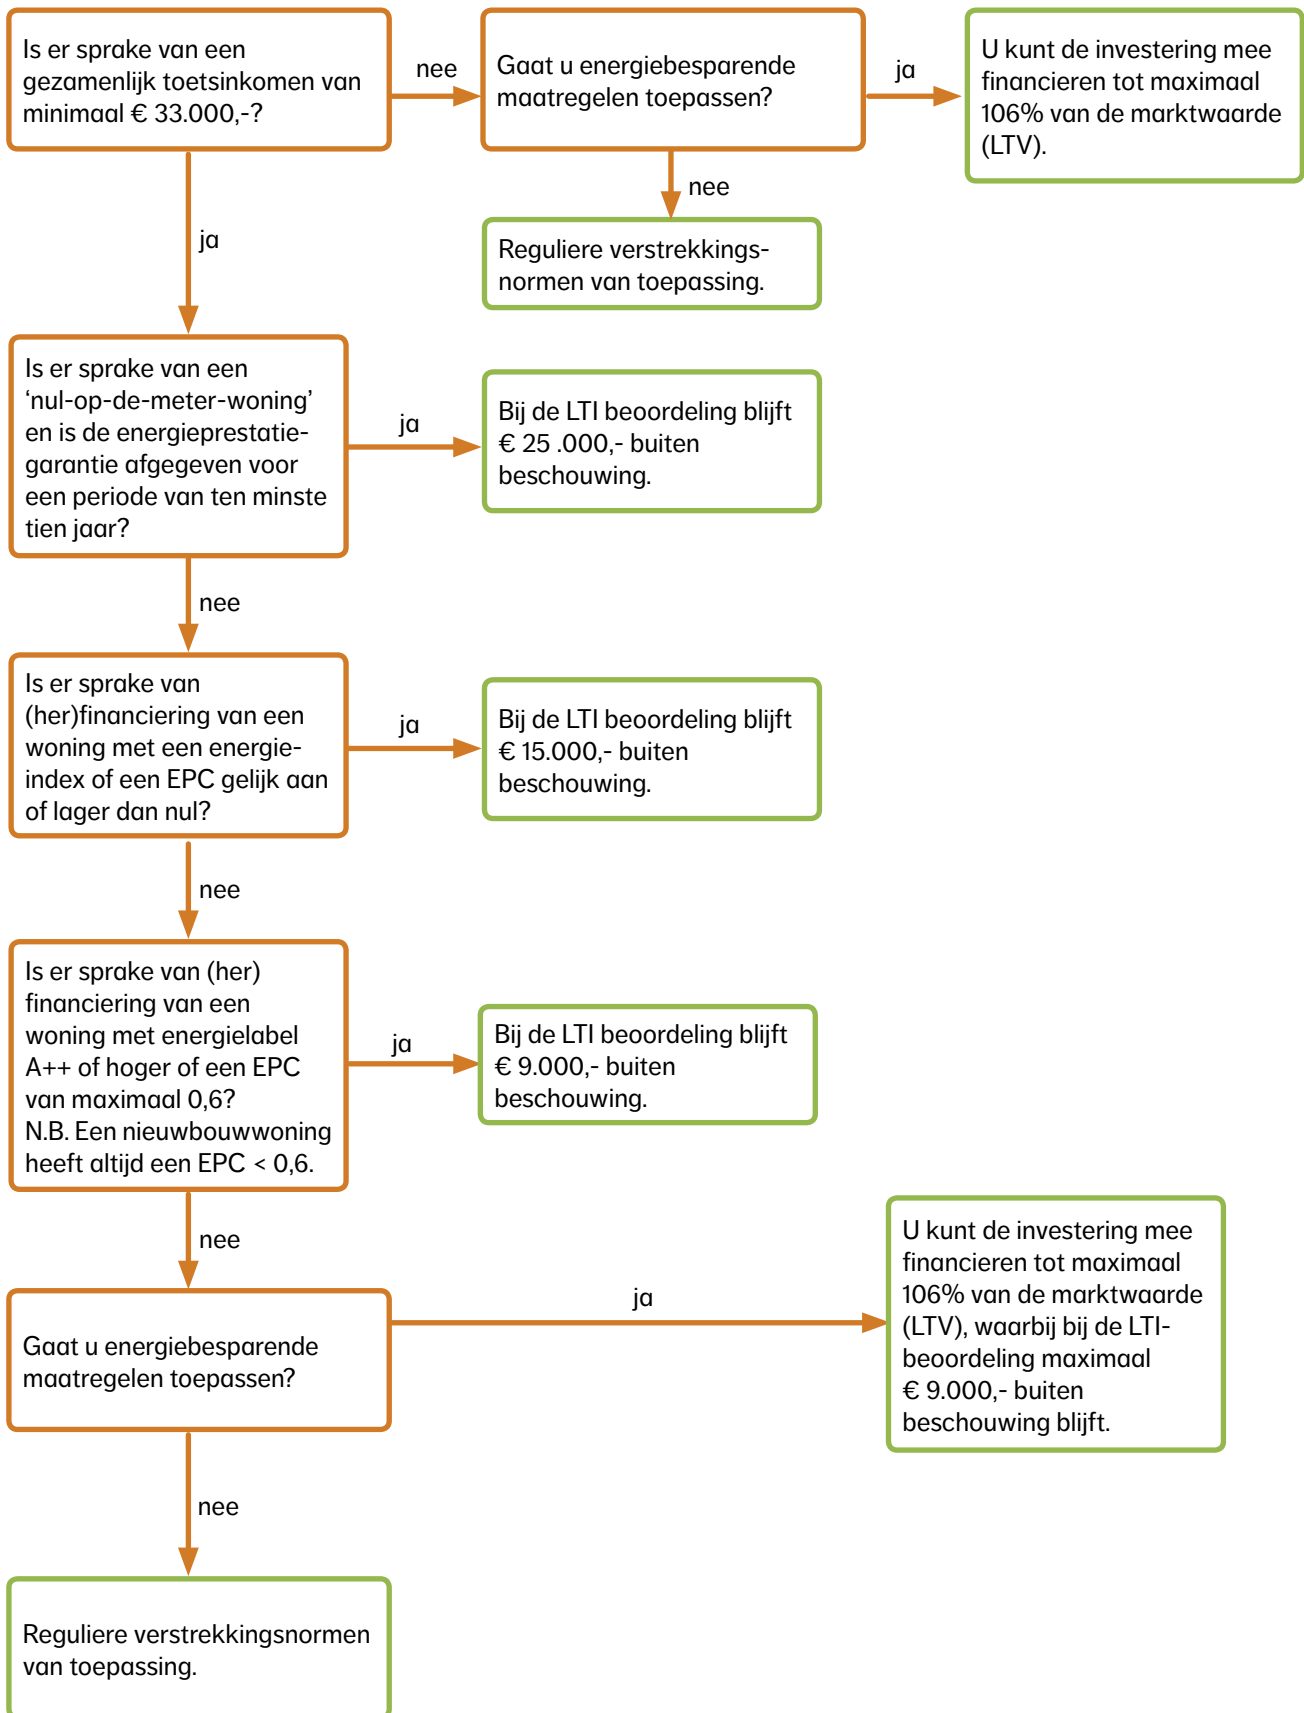 Is er sprake van een
gezamenlijk toetsinkomen van
minimaal € 33.000,-?
nee
Gaat u energiebesparende
maatregelen toepassen?
ja
U kunt de investering mee
financieren tot maximaal
106% van de marktwaarde
(LTV).
nee
Reguliere verstrekkings-
normen van toepassing.
ja
Is er sprake van een
‘nul-op-de-meter-woning’
en is de energieprestatie-
garantie afgegeven voor
een periode van ten minste
tien jaar?
ja
Bij de LTI beoordeling blijft
€ 25 .000,- buiten
beschouwing.
nee
Is er sprake van
(her)financiering van een
woning met een energie-
index of een EPC gelijk aan
of lager dan nul?
ja
Bij de LTI beoordeling blijft
€ 15.000,- buiten
beschouwing.
nee
Is er sprake van (her)
financiering van een
woning met energielabel
A++ of hoger of een EPC
van maximaal 0,6?
N.B. Een nieuwbouwwoning
heeft altijd een EPC < 0,6.
ja
Bij de LTI beoordeling blijft
€ 9.000,- buiten
beschouwing.
nee
Gaat u energiebesparende
maatregelen toepassen?
ja
U kunt de investering mee
financieren tot maximaal
106% van de marktwaarde
(LTV), waarbij bij de LTI-
beoordeling maximaal
€ 9.000,- buiten
beschouwing blijft.
nee
Reguliere verstrekkingsnormen
van toepassing.